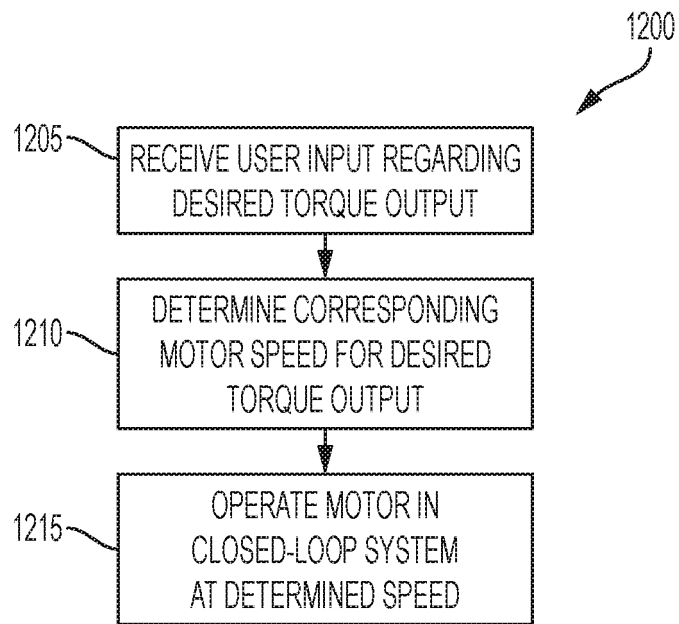 1200
1205
RECEIVE USER INPUT REGARDING
DESIRED TORQUE OUTPUT
1210
DETERMINE CORRESPONDING
MOTOR SPEED FOR DESIRED
TORQUE OUTPUT
1215
OPERATE MOTOR IN
CLOSED-LOOP SYSTEM
AT DETERMINED SPEED